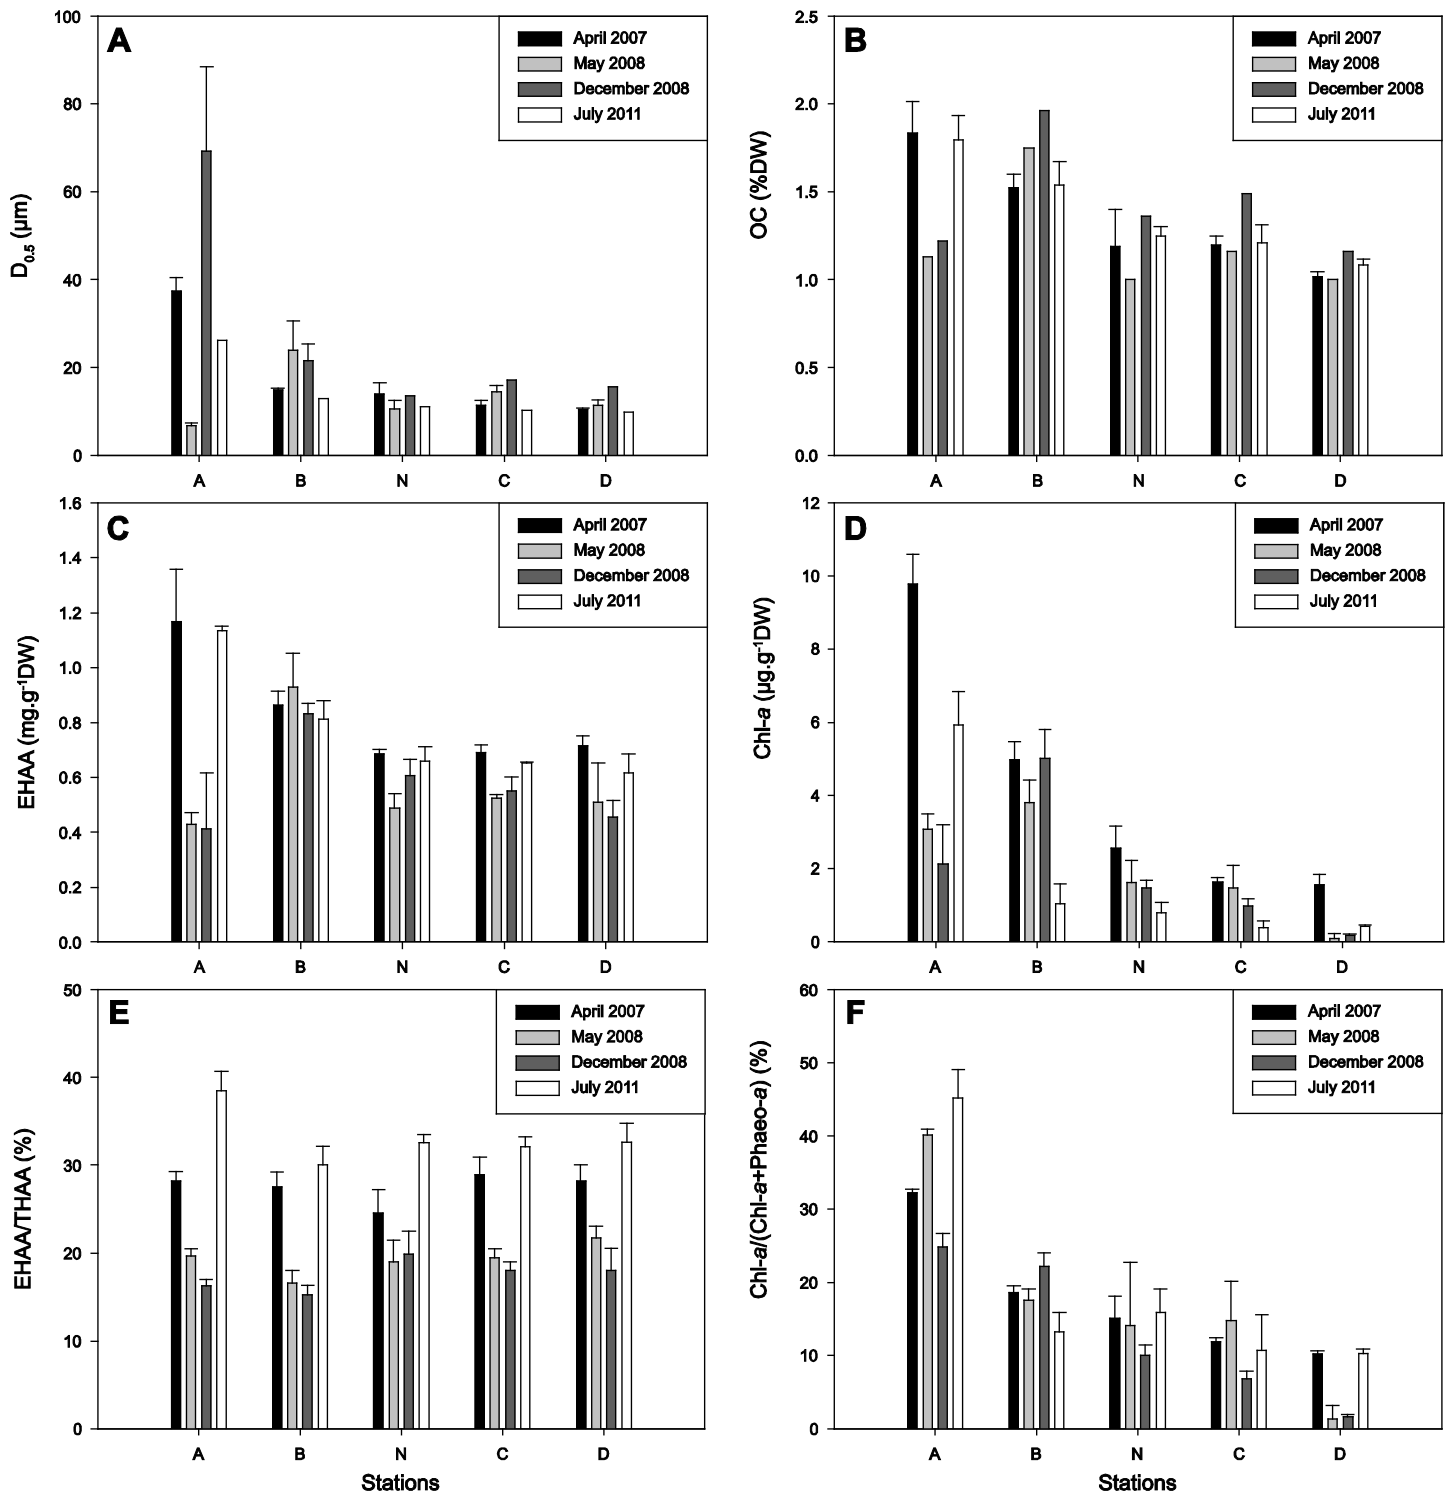 A
D0.5 (µm)
100
80
60
40
20
0
April 2007
May 2008
December 2008
July 2011
A B N C D
B
OC (%DW)
2.5
2.0
1.5
1.0
0.5
0.0
April 2007
May 2008
December 2008
July 2011
A B N C D
C
EHAA (mg.g-1DW)
1.6
1.4
1.2
1.0
0.8
0.6
0.4
0.2
0.0
April 2007
May 2008
December 2008
July 2011
A B N C D
D
Chl-a (µg.g-1DW)
12
10
8
6
4
2
0
April 2007
May 2008
December 2008
July 2011
A B N C D
E
EHAA/THAA (%)
50
40
30
20
10
0
April 2007
May 2008
December 2008
July 2011
A B N C D
Stations
F
Chl-a/(Chl-a+Phaeo-a) (%)
60
50
40
30
20
10
0
April 2007
May 2008
December 2008
July 2011
A B N C D
Stations